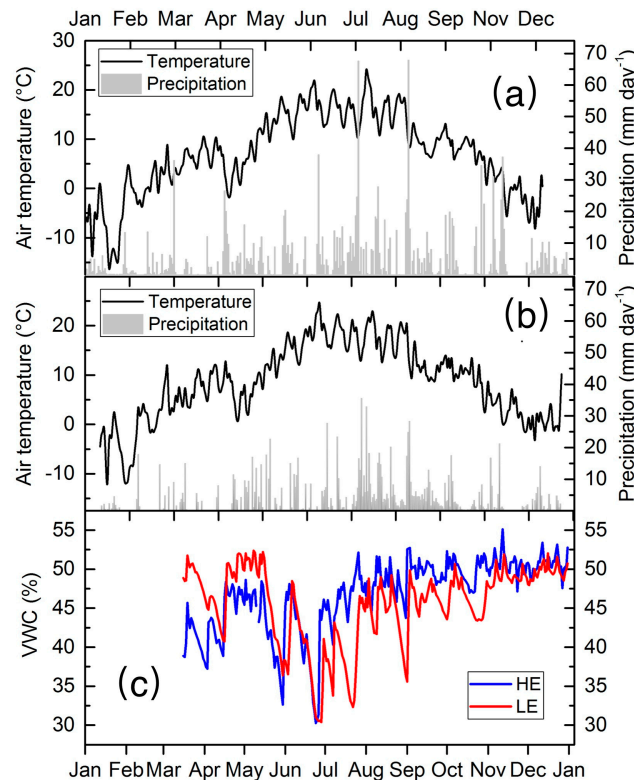 Jan Feb Mar Apr May Jun Jul Aug Sep Oct Nov Dec
30
20
10
0
-10
Air temperature (°C)
Temperature
Precipitation
(a)
70
60
50
40
30
20
10
Precipitation (mm day-1)
20
10
0
-10
Air temperature (°C)
Temperature
Precipitation
(b)
70
60
50
40
30
20
10
Precipitation (mm day-1)
55
50
45
40
35
30
VWC (%)
(c)
HE
LE
55
50
45
40
35
30
Jan Feb Mar Apr May Jun Jul Aug Sep Oct Nov Dec Jan